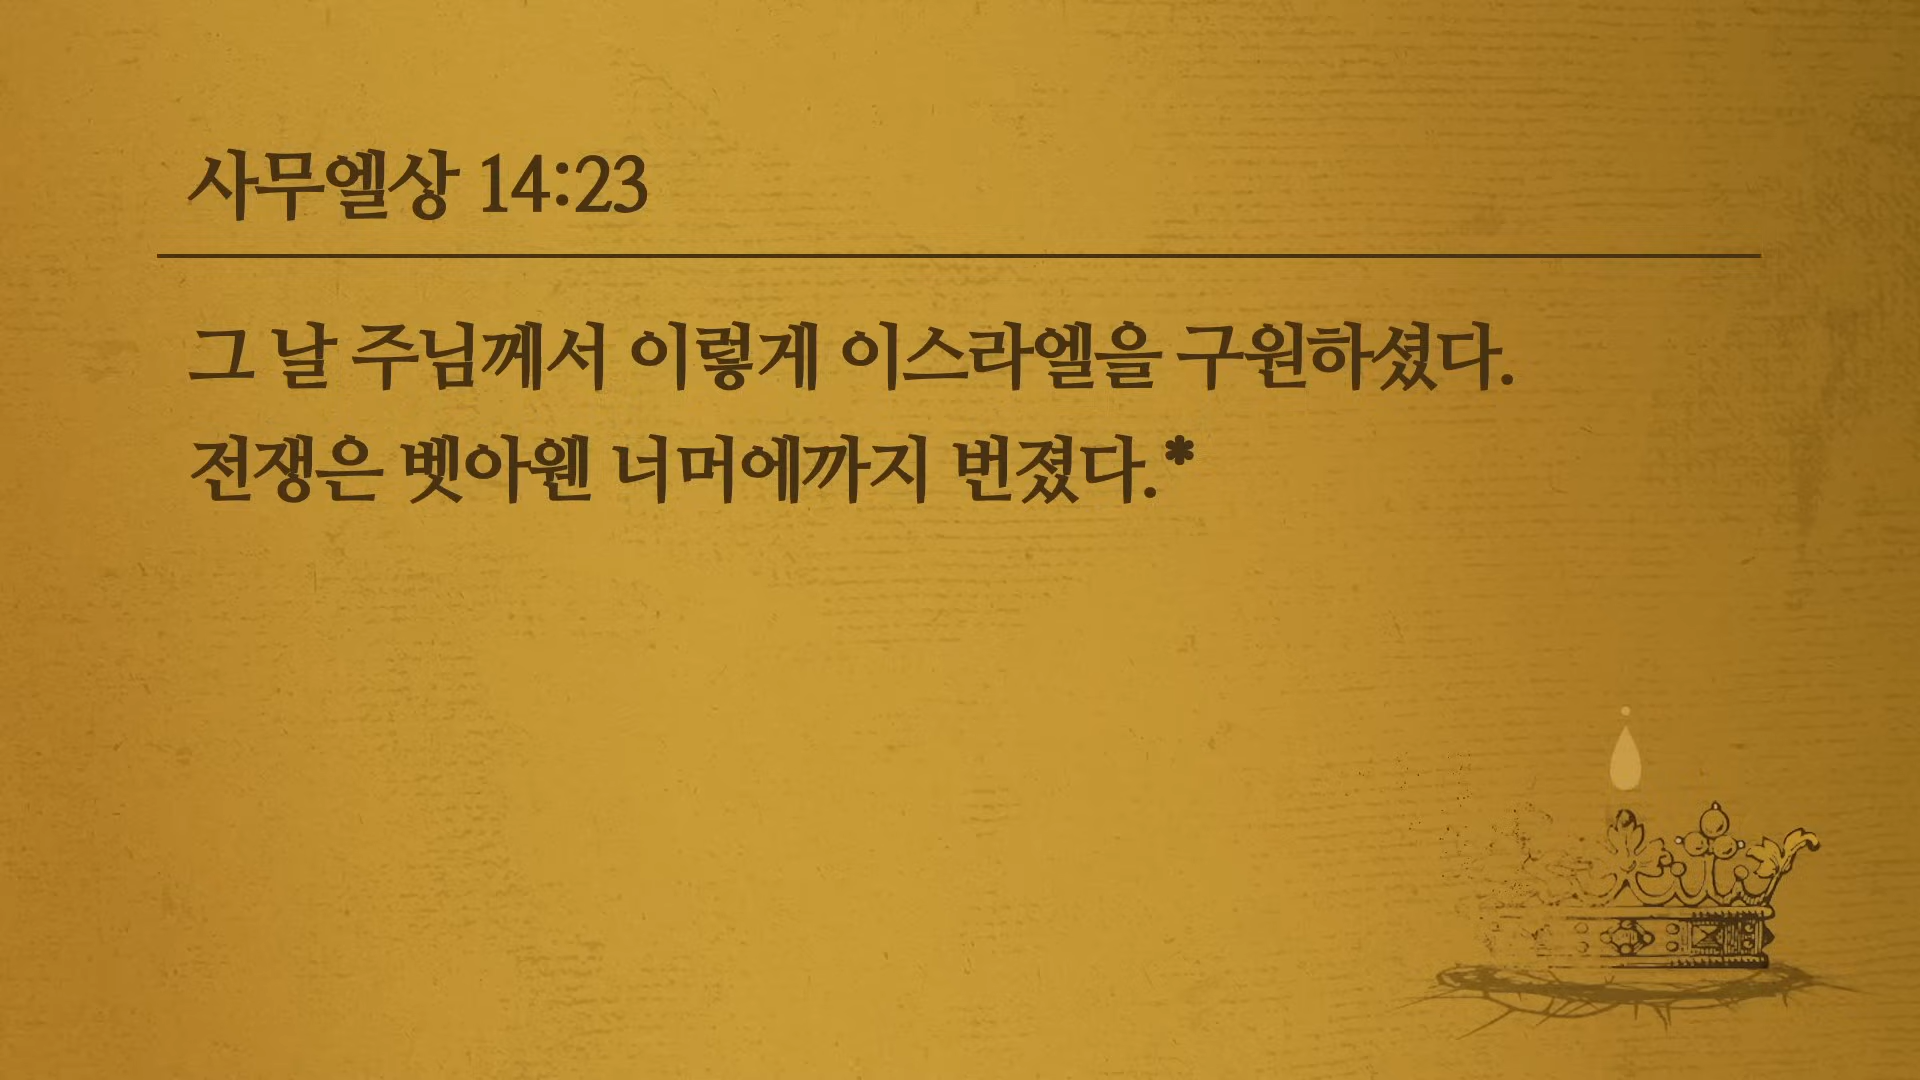 사무엘상 14:23
그 날 주님께서 이렇게 이스라엘을 구원하셨다.
전쟁은 벳아웬 너머에까지 번졌다.*